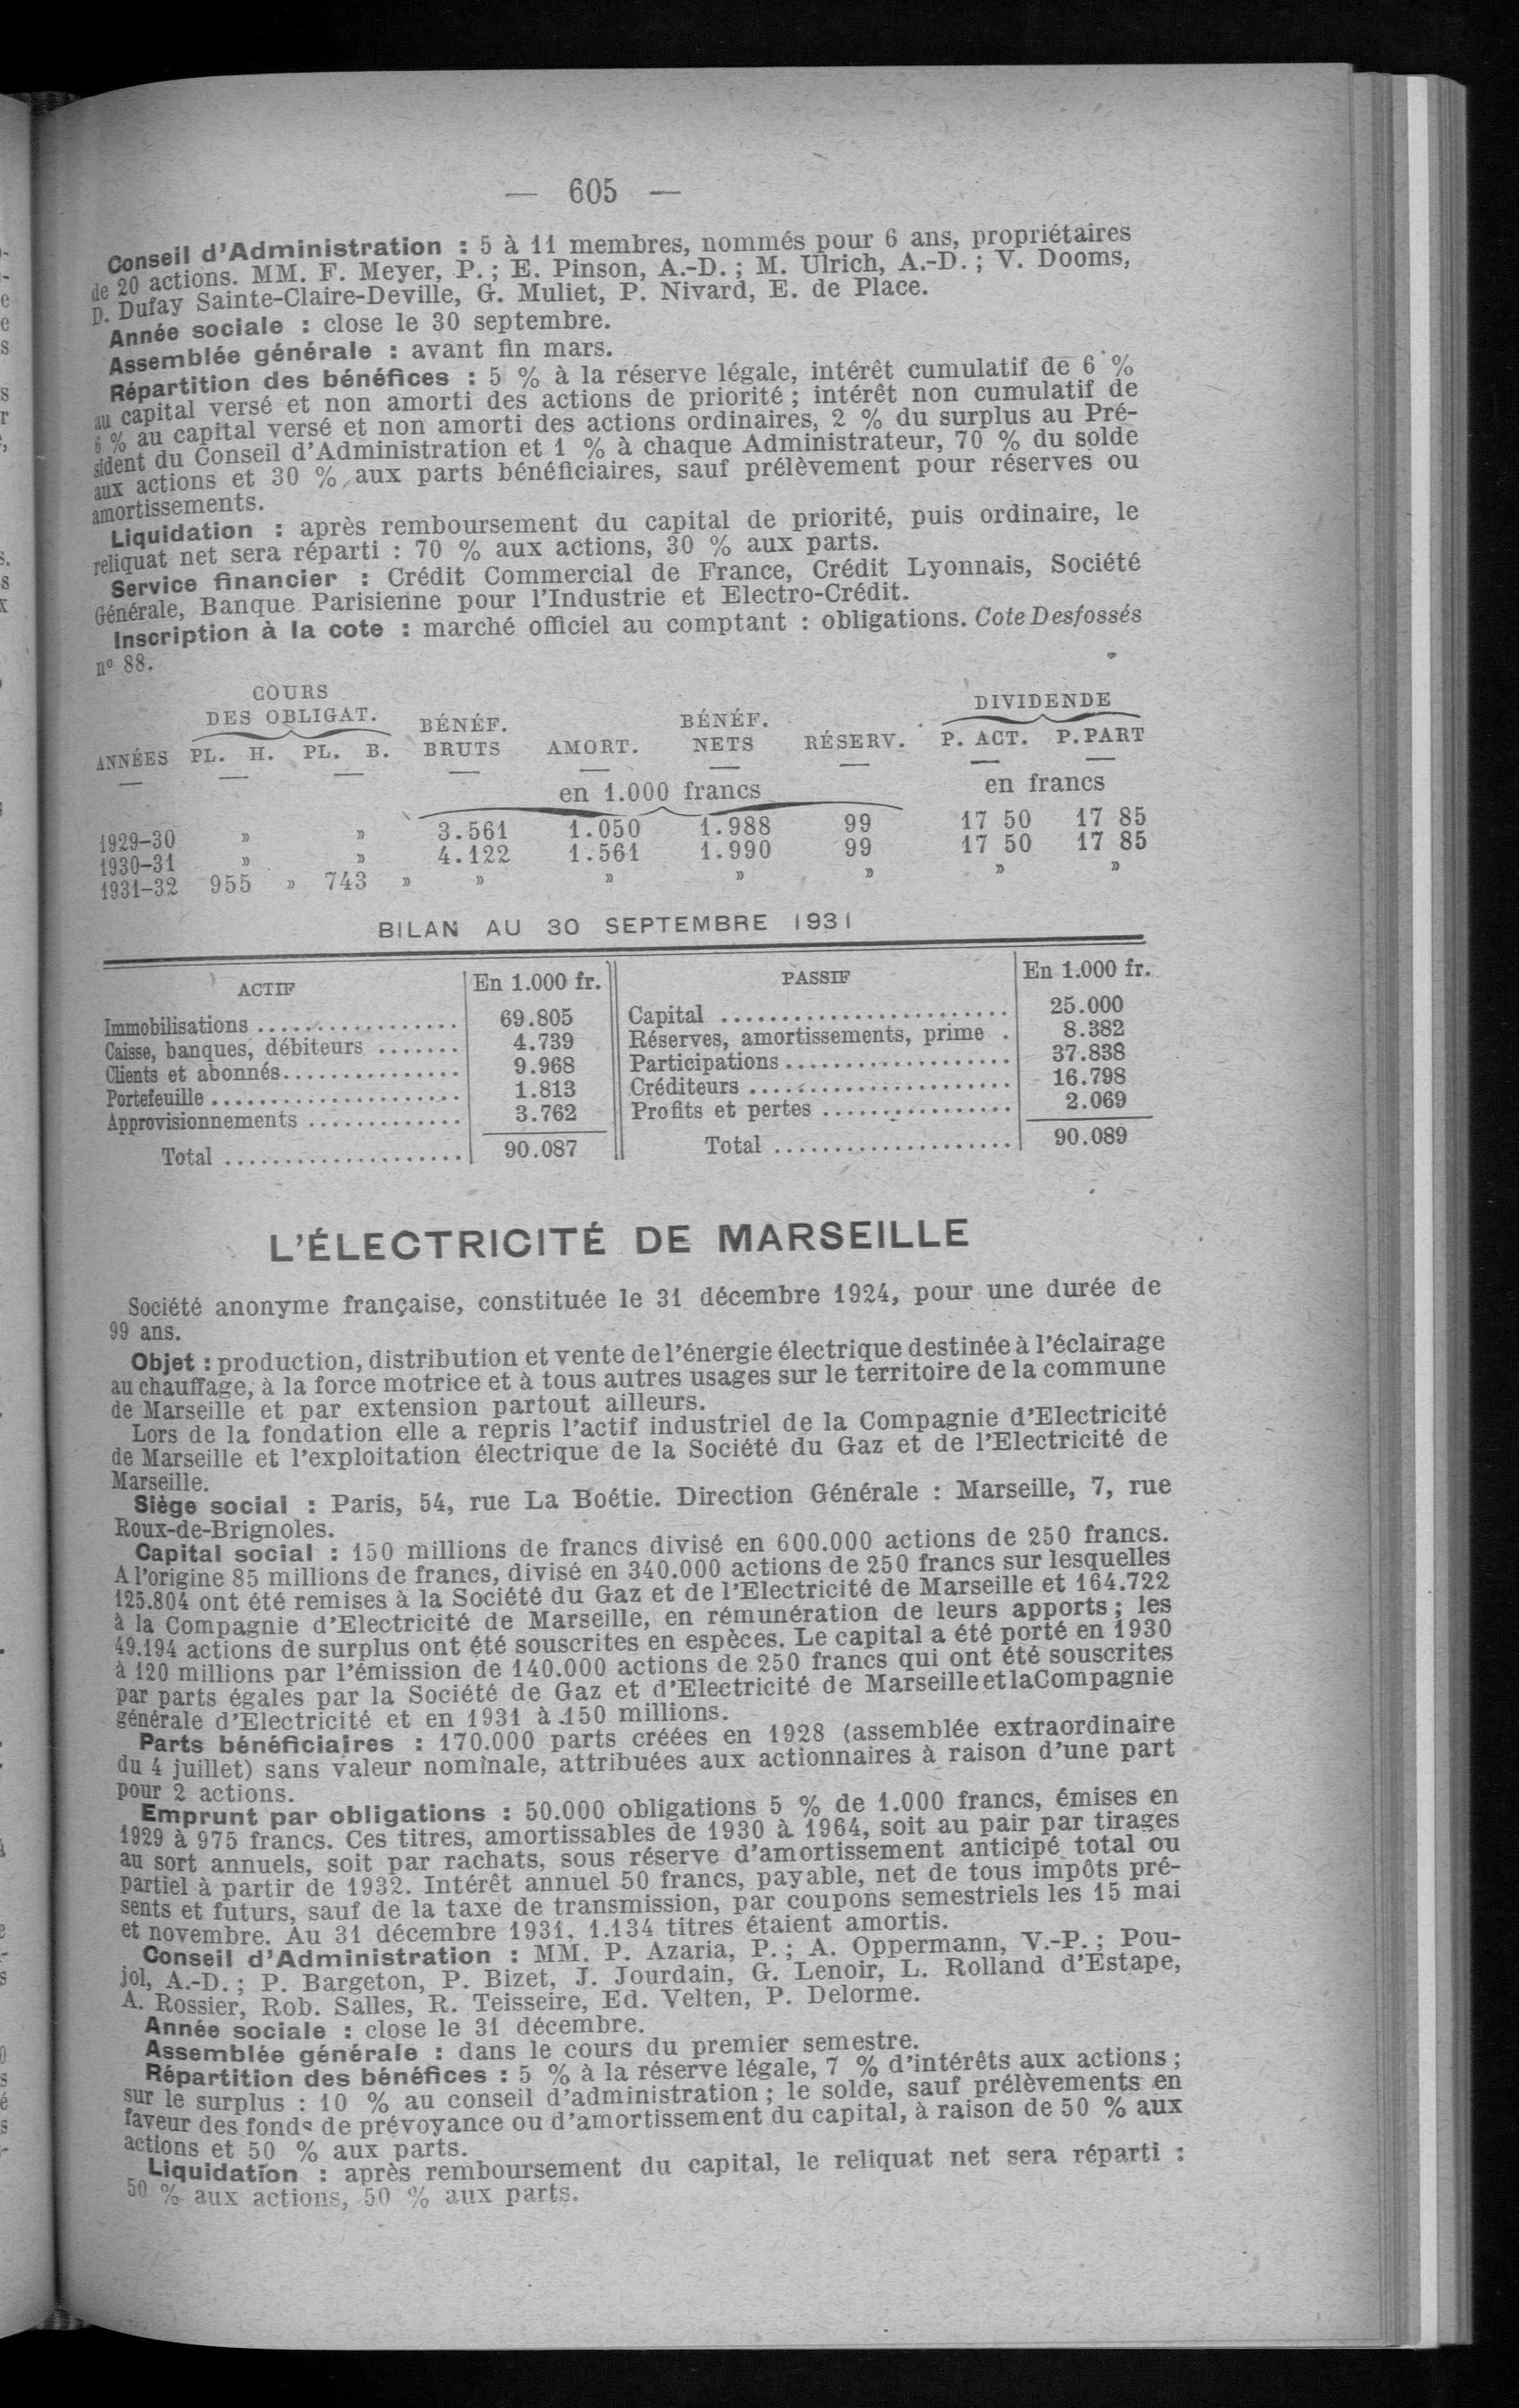 — 605 —
Conseil d'Administration : 5 à 11 membres, nommés pour 6 ans, propriétaires
de 20 actions. MM. F. Meyer, P. ; E. Pinson, A.-D. ; M. Ulrich, A.-D. ; V. Dooms,
D. Dufay Sainte-Claire-Deville, G. Muliet, P. Nivard, E. de Place.
Année sociale : close le 30 septembre.
Assemblée générale : avant fin mars.
Répartition des bénéfices : 5 % à la réserve légale, intérêt cumulatif de 6 %
au capital versé et non amorti des actions de priorité ; intérêt non cumulatif de
6 % au capital versé et non amorti des actions ordinaires, 2 % du surplus au Pré-
sident du Conseil d'Administration et 1 % à chaque Administrateur, 70 % du solde
aux actions et 30 % aux parts bénéficiaires, sauf prélèvement pour réserves ou
amortissements.
Liquidation : après remboursement du capital de priorité, puis ordinaire, le
reliquat net sera réparti : 70 % aux actions, 30 % aux parts.
Service financier : Crédit Commercial de France, Crédit Lyonnais, Société
Générale, Banque Parisienne pour l'Industrie et Electro-Crédit.
Inscription à la cote : marché officiel au comptant : obligations. Cote Desfossés
nº 88.
COURS
DES OBLIGAT. BÉNÉF. BÉNÉF. DIVIDENDE
ANNÉES PL. H. PL. B. BRUTS AMORT. NETS RÉSERV. P. ACT. P. PART
en 1.000 francs en francs
1929-30 » » 3.561 1.050 1.988 99 17 50 17 85
1930-31 » » 4.122 1.561 1.990 99 17 50 17 85
1931-32 955 » 743 » » » » » » »
BILAN AU 30 SEPTEMBRE 1931
ACTIF En 1.000 fr. PASSIF En 1.000 fr.
Immobilisations ................. 69.805 Capital ........................ 25.000
Caisse, banques, débiteurs ....... 4.739 Réserves, amortissements, prime . 8.382
Clients et abonnés............... 9.968 Participations ................... 37.838
Portefeuille ..................... 1.813 Créditeurs ...................... 16.798
Approvisionnements ............. 3.762 Profits et pertes ................ 2.069
Total .................... 90.087 Total .................... 90.089
L'ÉLECTRICITÉ DE MARSEILLE
Société anonyme française, constituée le 31 décembre 1924, pour une durée de
99 ans.
Objet : production, distribution et vente de l'énergie électrique destinée à l'éclairage
au chauffage, à la force motrice et à tous autres usages sur le territoire de la commune
de Marseille et par extension partout ailleurs.
Lors de la fondation elle a repris l'actif industriel de la Compagnie d'Electricité
de Marseille et l'exploitation électrique de la Société du Gaz et de l'Electricité de
Marseille.
Siège social : Paris, 54, rue La Boétie. Direction Générale : Marseille, 7, rue
Roux-de-Brignoles.
Capital social : 150 millions de francs divisé en 600.000 actions de 250 francs.
A l'origine 85 millions de francs, divisé en 340.000 actions de 250 francs sur lesquelles
125.804 ont été remises à la Société du Gaz et de l'Electricité de Marseille et 164.722
à la Compagnie d'Electricité de Marseille, en rémunération de leurs apports ; les
49.194 actions de surplus ont été souscrites en espèces. Le capital a été porté en 1930
à 120 millions par l'émission de 140.000 actions de 250 francs qui ont été souscrites
par parts égales par la Société de Gaz et d'Electricité de Marseille et la Compagnie
générale d'Electricité et en 1931 à 150 millions.
Parts bénéficiaires : 170.000 parts créées en 1928 (assemblée extraordinaire
du 4 juillet) sans valeur nominale, attribuées aux actionnaires à raison d'une part
pour 2 actions.
Emprunt par obligations : 50.000 obligations 5 % de 1.000 francs, émises en
1929 à 975 francs. Ces titres, amortissables de 1930 à 1964, soit au pair par tirages
au sort annuels, soit par rachats, sous réserve d'amortissement anticipé total ou
partiel à partir de 1932. Intérêt annuel 50 francs, payable, net de tous impôts pré-
sents et futurs, sauf de la taxe de transmission, par coupons semestriels les 15 mai
et novembre. Au 31 décembre 1931, 1.134 titres étaient amortis.
Conseil d'Administration : MM. P. Azaria, P. ; A. Oppermann, V.-P. ; Pou-
jol, A.-D. ; P. Bargeton, P. Bizet, J. Jourdain, G. Lenoir, L. Rolland d'Estape,
A. Rossier, Rob. Salles, R. Teisseire, Ed. Velten, P. Delorme.
Année sociale : close le 31 décembre.
Assemblée générale : dans le cours du premier semestre.
Répartition des bénéfices : 5 % à la réserve légale, 7 % d'intérêts aux actions ;
sur le surplus : 10 % au conseil d'administration ; le solde, sauf prélèvements en
faveur des fonds de prévoyance ou d'amortissement du capital, à raison de 50 % aux
actions et 50 % aux parts.
Liquidation : après remboursement du capital, le reliquat net sera réparti :
50 % aux actions, 50 % aux parts.